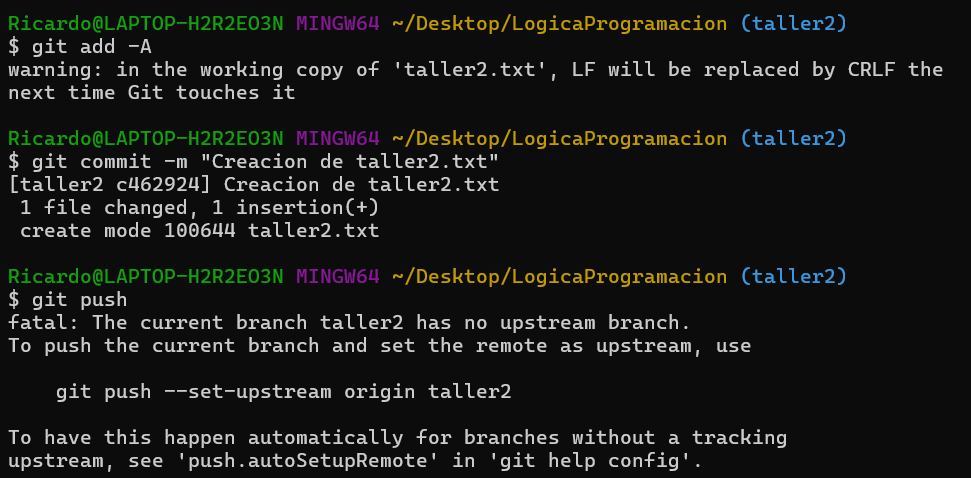 Ricardo@LAPTOP-H2R2EO3N MINGW64 ~/Desktop/LogicaProgramacion (taller2)
$ git add -A
warning: in the working copy of 'taller2.txt', LF will be replaced by CRLF the
next time Git touches it

Ricardo@LAPTOP-H2R2EO3N MINGW64 ~/Desktop/LogicaProgramacion (taller2)
$ git commit -m "Creacion de taller2.txt"
[taller2 c462924] Creacion de taller2.txt
 1 file changed, 1 insertion(+)
 create mode 100644 taller2.txt

Ricardo@LAPTOP-H2R2EO3N MINGW64 ~/Desktop/LogicaProgramacion (taller2)
$ git push
fatal: The current branch taller2 has no upstream branch.
To push the current branch and set the remote as upstream, use

    git push --set-upstream origin taller2

To have this happen automatically for branches without a tracking
upstream, see 'push.autoSetupRemote' in 'git help config'.